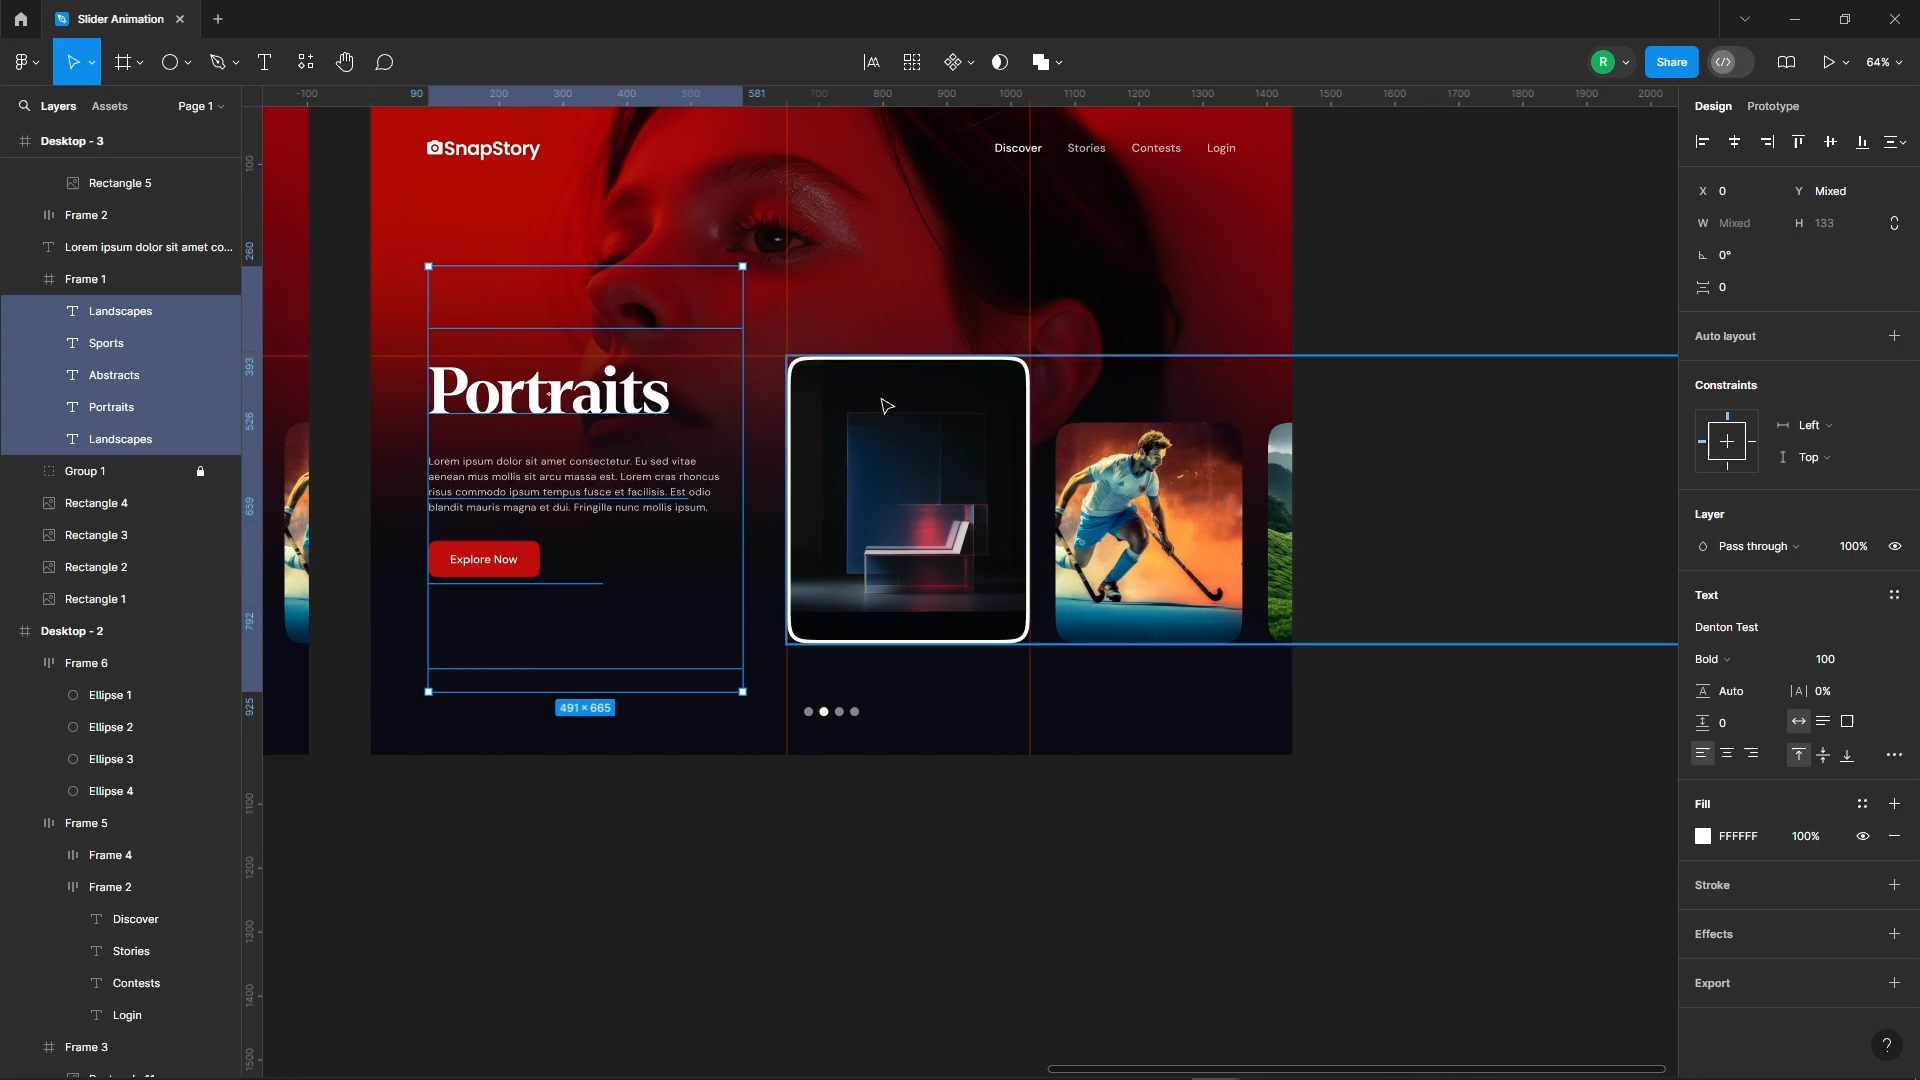 Slider Animation
R
Share
64%
Layers
Assets
Page 1
Desktop - 3
Rectangle 5
Frame 2
Lorem ipsum dolor sit amet co...
Frame 1
Landscapes
Sports
Abstracts
Portraits
Landscapes
Group 1
Rectangle 4
Rectangle 3
Rectangle 2
Rectangle 1
Desktop - 2
Frame 6
Ellipse 1
Ellipse 2
Ellipse 3
Ellipse 4
Frame 5
Frame 4
Frame 2
Discover
Stories
Contests
Login
Frame 3
-100
90
200
300
400
500
581
700
800
900
1000
1100
1200
1300
1400
1500
1600
1700
1800
1900
2000
100
260
393
526
659
792
925
1100
1200
1300
1400
1500
SnapStory
Discover
Stories
Contests
Login
Portraits
Lorem ipsum dolor sit amet consectetur. Eu sed vitae
aenean mus mollis sit arcu massa est. Lorem cras rhoncus
risus commodo ipsum tempus fusce et facilisis. Est odio
blandit mauris magna et dui. Fringilla nunc mollis ipsum.
Explore Now
491 × 665
Design
Prototype
X 0
Y Mixed
W Mixed
H 133
0°
0
Auto layout
Constraints
Left
Top
Layer
Pass through
100%
Text
Denton Test
Bold
100
Auto
|A| 0%
0
Fill
FFFFFF
100%
Stroke
Effects
Export
?